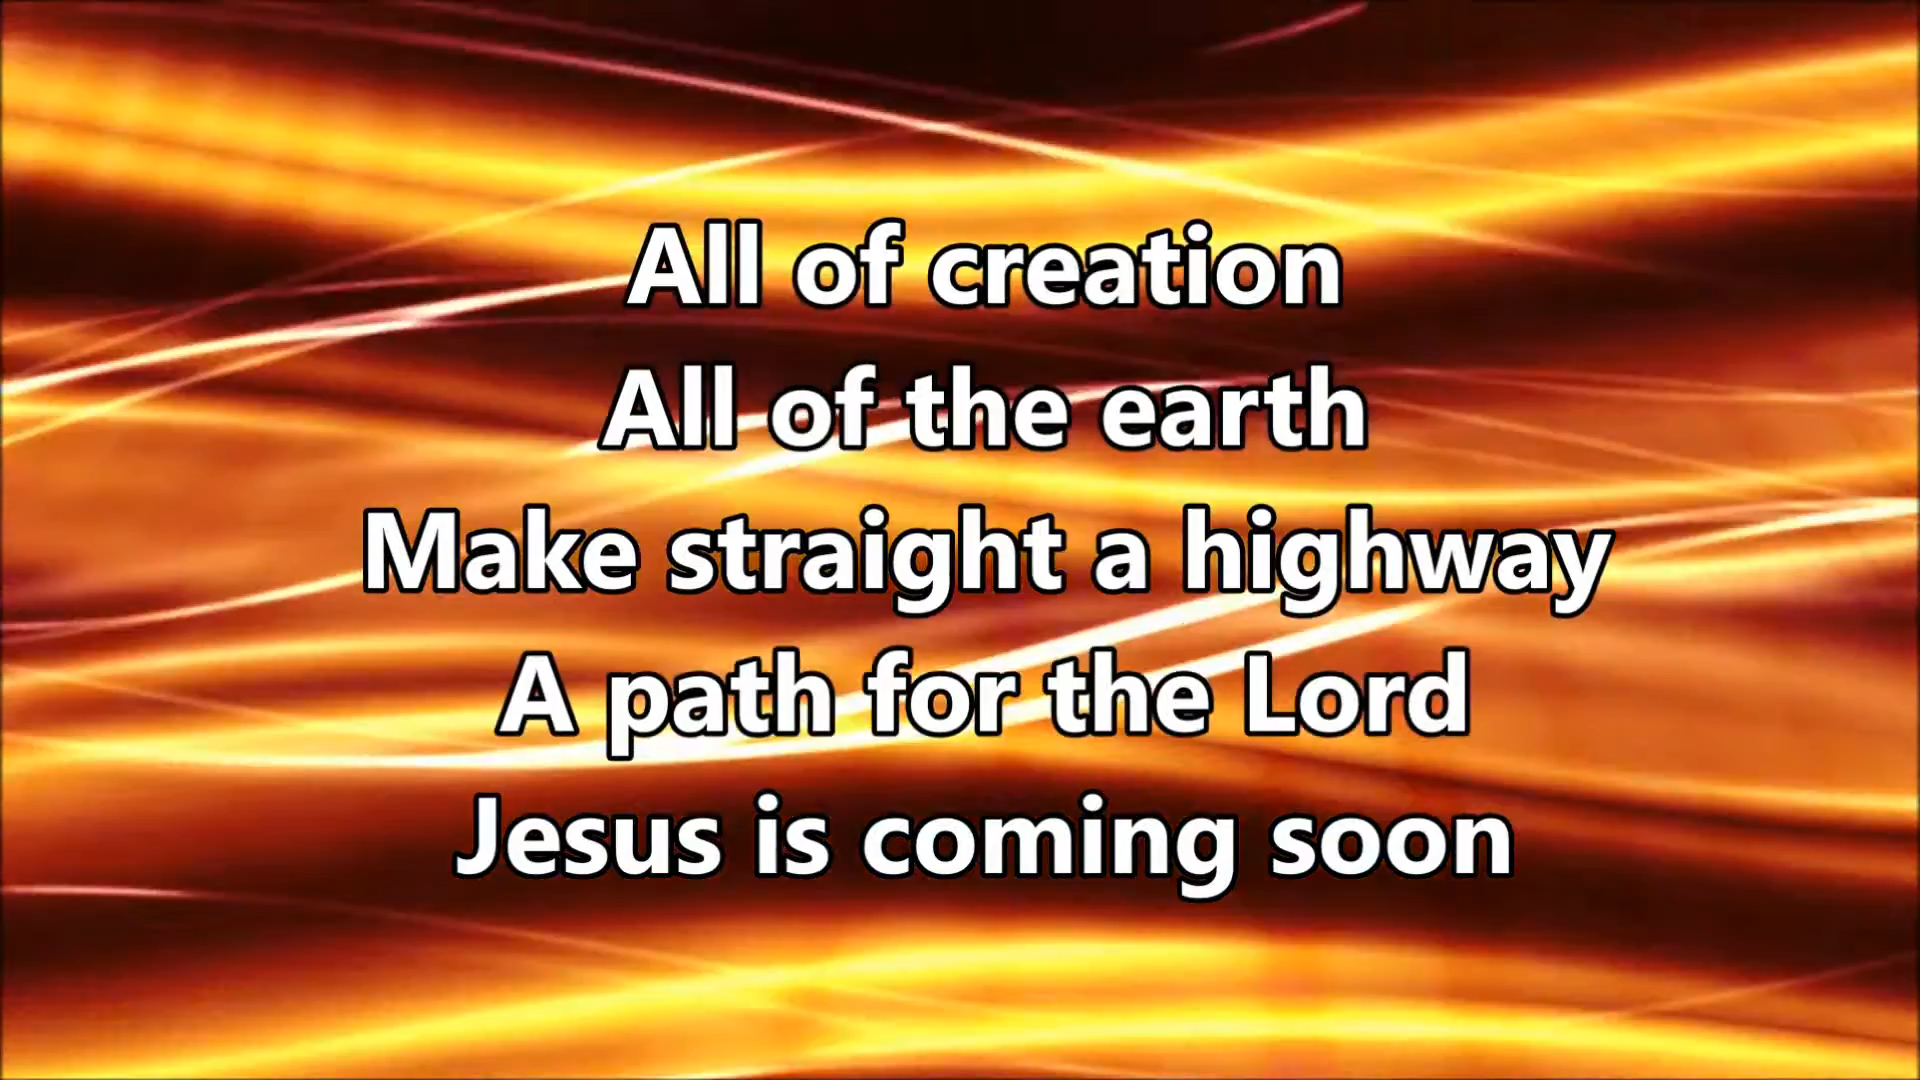 All of creation
All of the earth
Make straight a highway
A path for the Lord
Jesus is coming soon